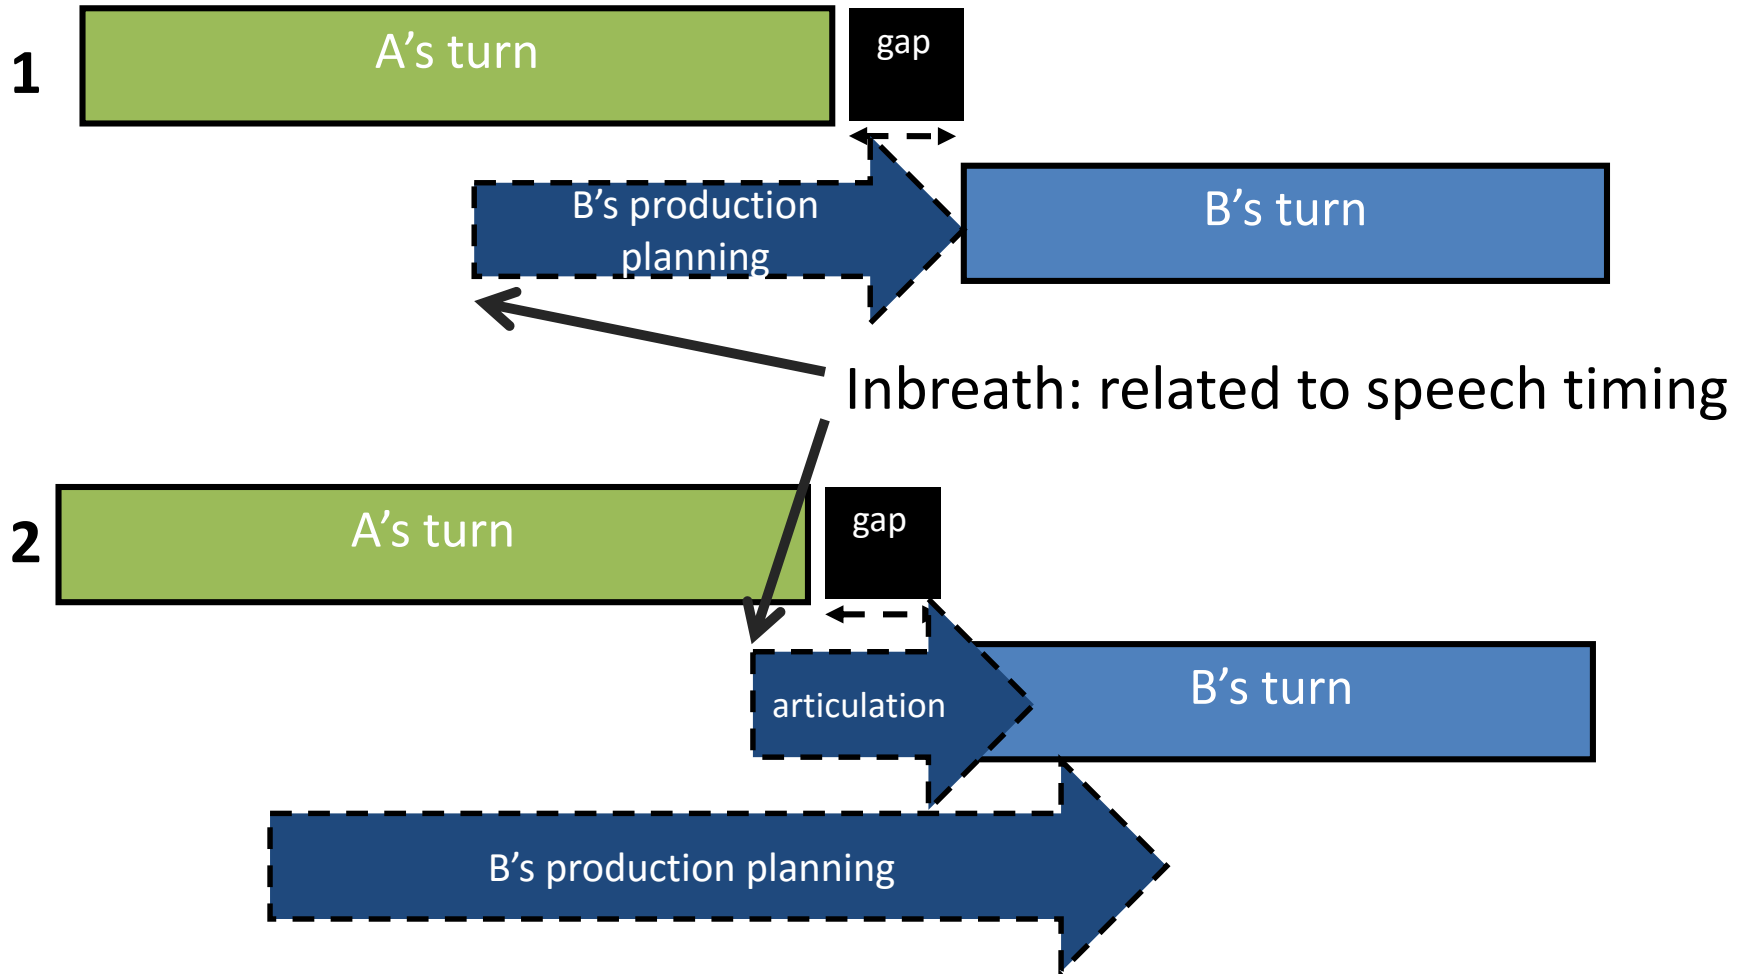 1
A’s turn
gap
B’s production
planning
B’s turn
Inbreath: related to speech timing
2
A’s turn
gap
articulation
B’s turn
B’s production planning